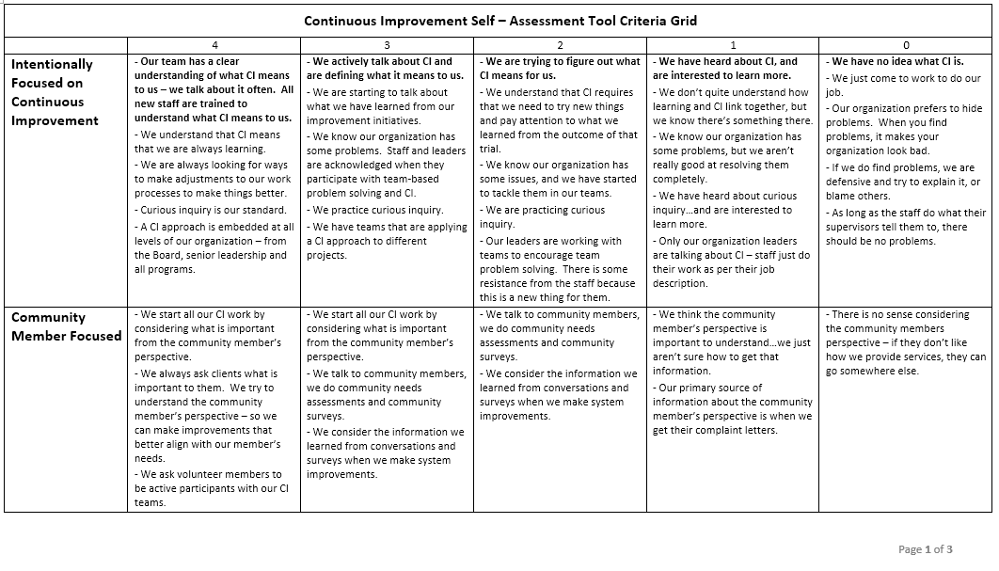 Continuous Improvement Self – Assessment Tool Criteria Grid
4
3
2
1
0
Intentionally
Focused on
Continuous
Improvement
- Our team has a clear
understanding of what CI means
to us – we talk about it often.  All
new staff are trained to
understand what CI means to us.
- We understand that CI means
that we are always learning.
- We are always looking for ways
to make adjustments to our work
processes to make things better.
- Curious inquiry is our standard.
- A CI approach is embedded at all
levels of our organization – from
the Board, senior leadership and
all programs.
- We actively talk about CI and
are defining what it means to us.
- We are starting to talk about
what we have learned from our
improvement initiatives.
- We know our organization has
some problems.  Staff and leaders
are acknowledged when they
participate with team-based
problem solving and CI.
- We practice curious inquiry.
- We have teams that are applying
a CI approach to different
projects.
- We are trying to figure out what
CI means for us.
- We understand that CI requires
that we need to try new things
and pay attention to what we
learned from the outcome of that
trial.
- We know our organization has
some issues, and we have started
to tackle them in our teams.
- We are practicing curious
inquiry.
- Our leaders are working with
teams to encourage team
problem solving.  There is some
resistance from the staff because
this is a new thing for them.
- We have heard about CI, and
are interested to learn more.
- We don't quite understand how
learning and CI link together, but
we know there's something there.
- We know our organization has
some problems, but we aren't
really good at resolving them
completely.
- We have heard about curious
inquiry…and are interested to
learn more.
- Only our organization leaders
are talking about CI – staff just do
their work as per their job
description.
- We have no idea what CI is.
- We just come to work to do our
job.
- Our organization prefers to hide
problems.  When you find
problems, it makes your
organization look bad.
- If we do find problems, we are
defensive and try to explain it, or
blame others.
- As long as the staff do what their
supervisors tell them to, there
should be no problems.
Community
Member Focused
- We start all our CI work by
considering what is important
from the community member's
perspective.
- We always ask clients what is
important to them.  We try to
understand the community
member's perspective – so we
can make improvements that
better align with our member's
needs.
- We ask volunteer members to
be active participants with our CI
teams.
- We start all our CI work by
considering what is important
from the community member's
perspective.
- We talk to community members,
we do community needs
assessments and community
surveys.
- We consider the information we
learned from conversations and
surveys when we make system
improvements.
- We talk to community members,
we do community needs
assessments and community
surveys.
- We consider the information we
learned from conversations and
surveys when we make system
improvements.
- We think the community
member's perspective is
important to understand…we just
aren't sure how to get that
information.
- Our primary source of
information about the community
member's perspective is when we
get their complaint letters.
- There is no sense considering
the community members
perspective – if they don't like
how we provide services, they can
go somewhere else.
Page 1 of 3